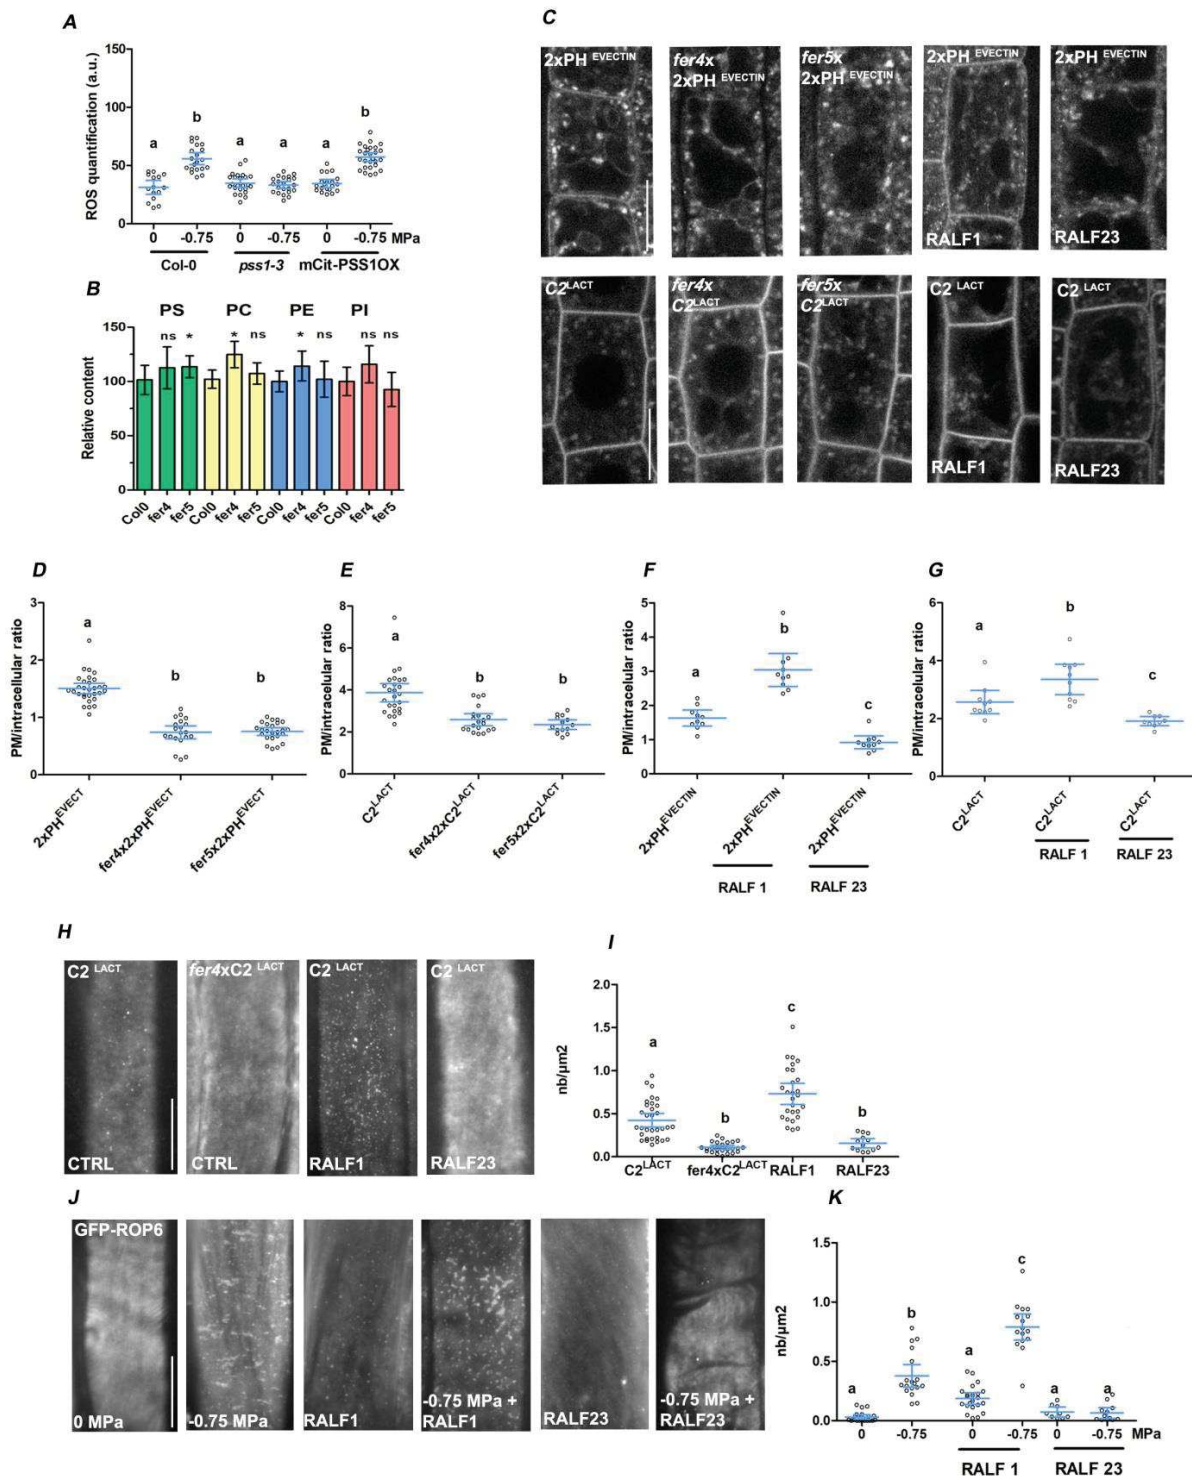 A
ROS quantification (a.u.)
150
100
50
0
a
b
a
a
a
b
0
-0.75
0
-0.75
0
-0.75
MPa
Col-0
pss1-3
mCit-PSS1OX
B
PS
PC
PE
PI
Relative content
150
100
50
0
ns
*
*
ns
*
ns
ns
ns
Col0
fer4
fer5
Col0
fer4
fer5
Col0
fer4
fer5
Col0
fer4
fer5
C
2xPH EVECTIN
fer4x
2xPH EVECTIN
fer5x
2xPH EVECTIN
2xPH EVECTIN
RALF1
2xPH EVECTIN
RALF23
C2LACT
fer4x
C2LACT
fer5x
C2LACT
C2 LACT
RALF1
C2 LACT
RALF23
D
PM/intracellular ratio
3
2
1
0
a
b
b
2xPHEVECT
fer4x2xPHEVECT
fer5x2xPHEVECT
E
PM/intracellular ratio
8
6
4
2
0
a
b
b
C2LACT
fer4x2xC2LACT
fer5x2xC2LACT
F
PM/intracellular ratio
5
4
3
2
1
0
a
b
c
2xPHEVECTIN
2xPHEVECTIN
2xPHEVECTIN
RALF 1
RALF 23
G
PM/intracellular ratio
6
4
2
0
a
b
c
C2LACT
C2LACT
C2LACT
RALF 1
RALF 23
H
C2 LACT
CTRL
fer4xC2 LACT
CTRL
C2 LACT
RALF1
C2 LACT
RALF23
I
nb/µm2
2.0
1.5
1.0
0.5
0.0
a
b
c
b
C2LACT
fer4xC2LACT
RALF1
RALF23
J
GFP-ROP6
0 MPa
-0.75 MPa
RALF1
-0.75 MPa +
RALF1
RALF23
-0.75 MPa +
RALF23
K
nb/µm2
1.5
1.0
0.5
0.0
a
b
a
c
a
a
0
-0.75
0
-0.75
0
-0.75
MPa
RALF 1
RALF 23